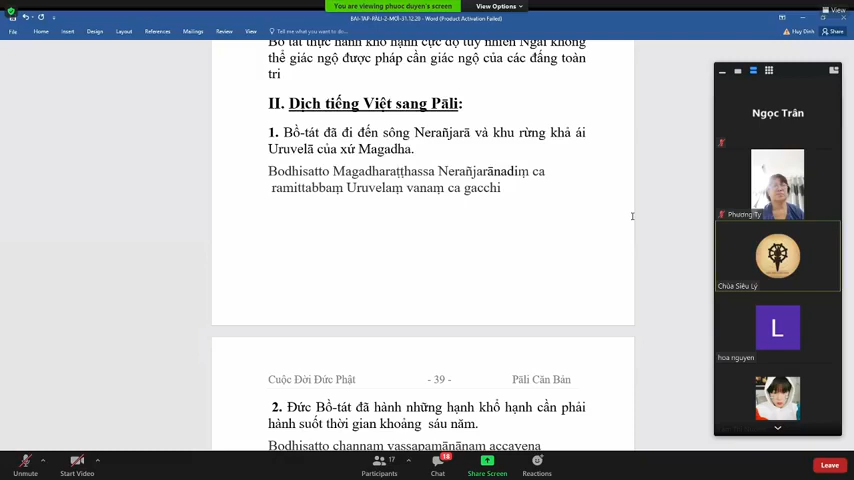 You are viewing phuoc duyen's screen
View Options
View
BAI-TAP-PĀLI-2-MỚI-31.12.20 - Word (Product Activation Failed)
File
Home
Insert
Design
Layout
References
Mailings
Review
View
Tell me what you want to do...
Huy Dinh
Share
Bồ tát thực hành khổ hạnh cực độ tuy nhiên Ngài không
thể giác ngộ được pháp cần giác ngộ của các đấng toàn
tri
II. Dịch tiếng Việt sang Pāli:
1. Bồ-tát đã đi đến sông Nerañjarā và khu rừng khả ái
Uruvelā của xứ Magadha.
Bodhisatto Magadharaṭṭhassa Nerañjarānadiṃ ca
ramittabbaṃ Uruvelaṃ vanaṃ ca gacchi
Cuộc Đời Đức Phật
- 39 -
Pāli Căn Bản
2. Đức Bồ-tát đã hành những hạnh khổ hạnh cần phải
hành suốt thời gian khoảng sáu năm.
Bodhisatto channaṃ vassapamāṇānaṃ accayena
Ngọc Trân
Phương Ty
Chùa Siêu Lý
L
hoa nguyen
Unmute
Start Video
17
Participants
18
Chat
Share Screen
Reactions
Leave